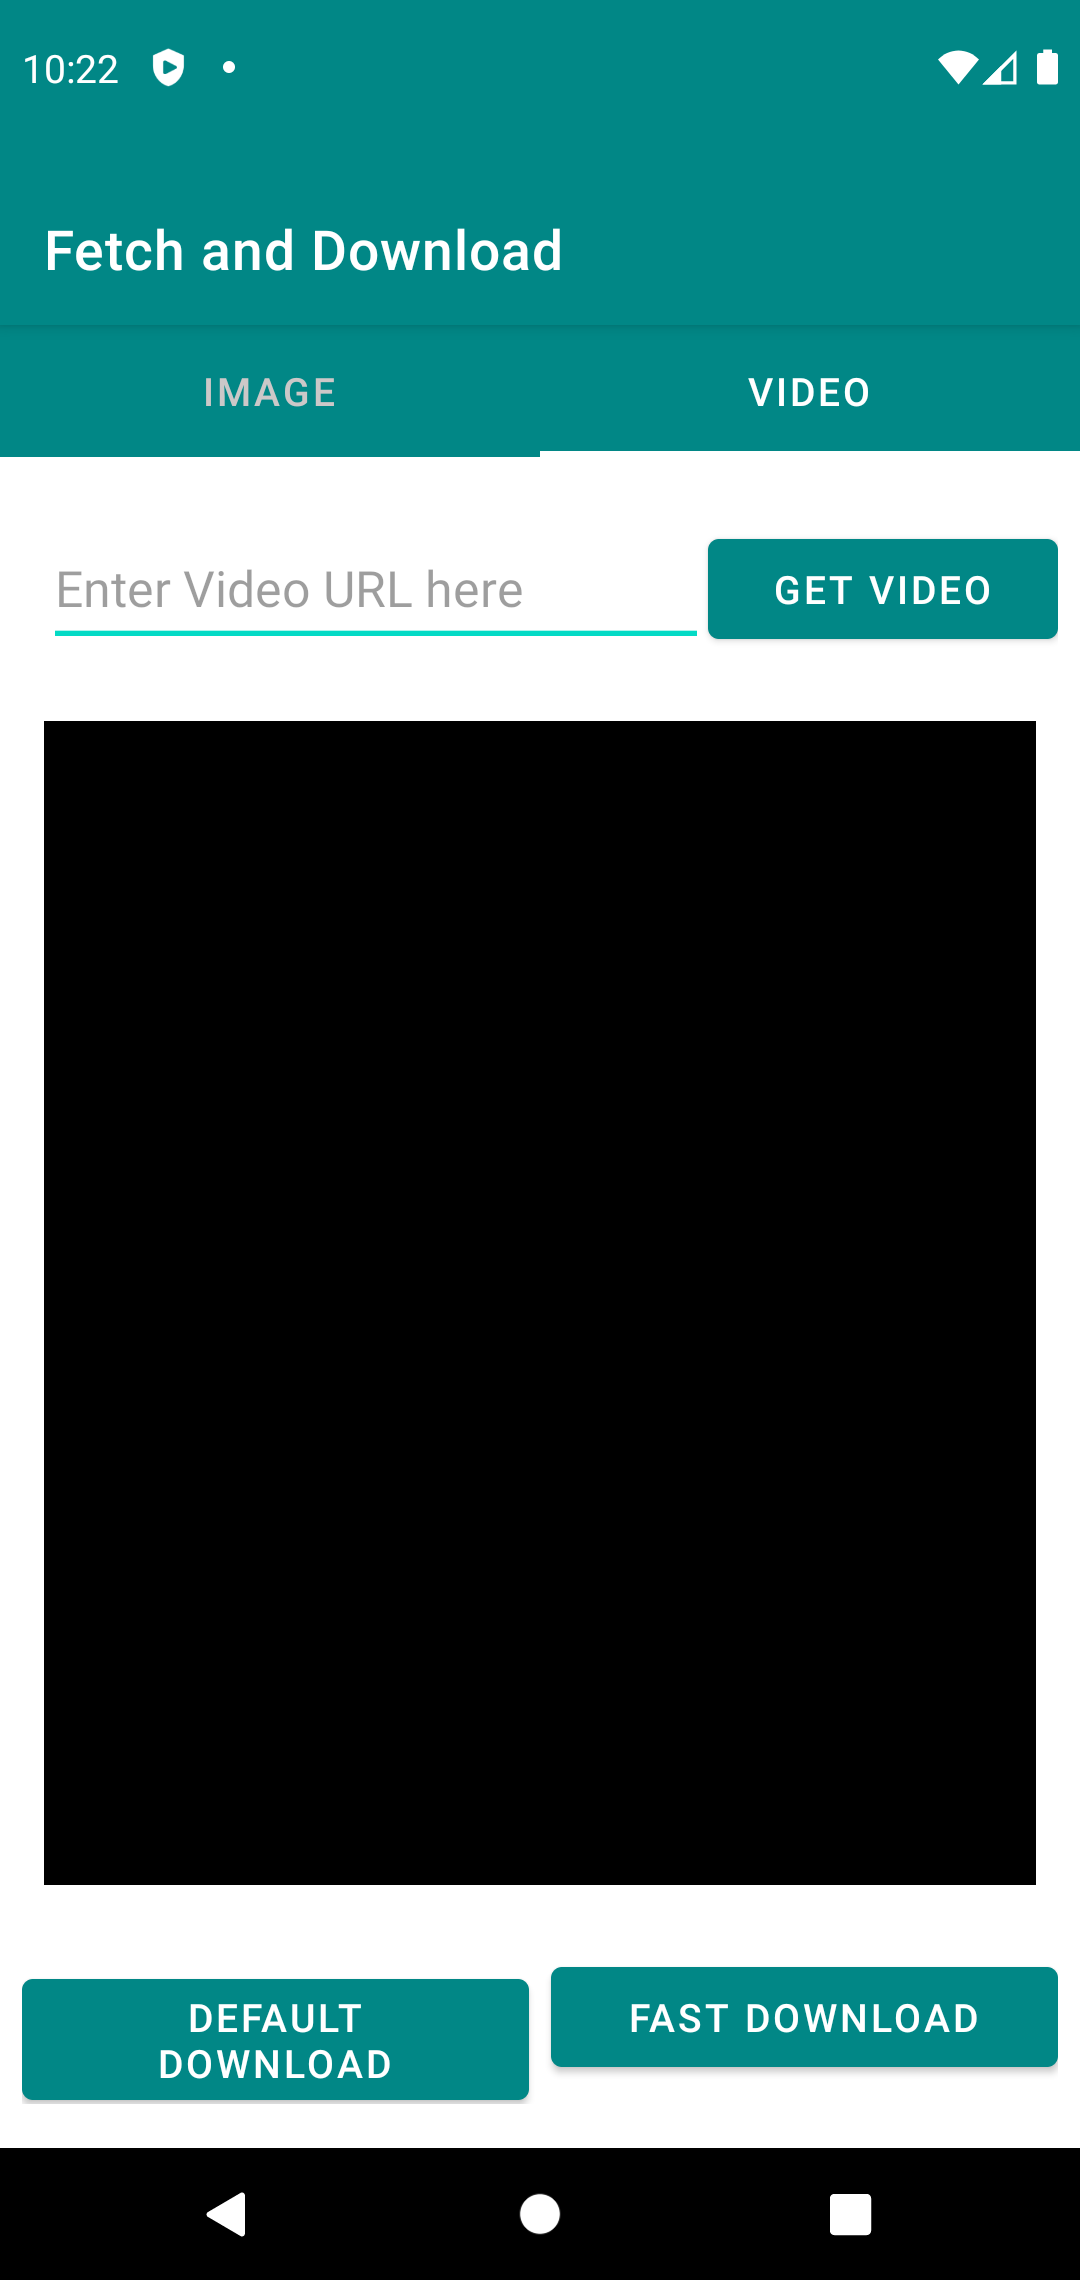 10:22
Fetch and Download
IMAGE
VIDEO
Enter Video URL here
GET VIDEO
DEFAULT
DOWNLOAD
FAST DOWNLOAD